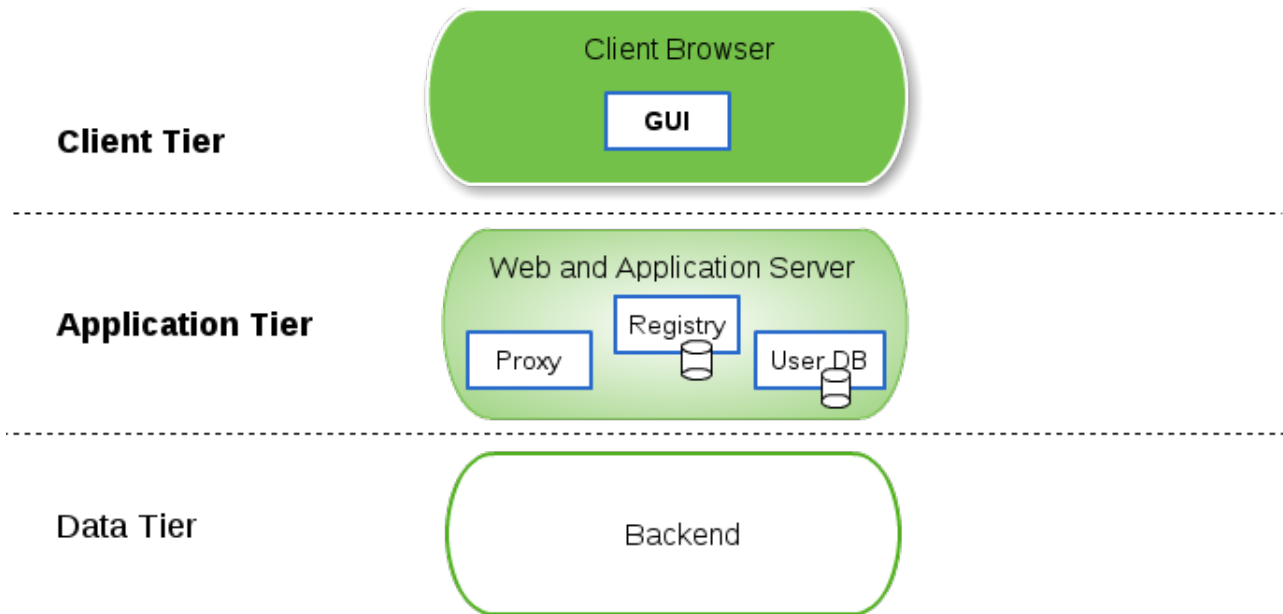 Client Browser
GUI
Client Tier
Web and Application Server
Application Tier
Registry
Proxy
User DB
Data Tier
Backend